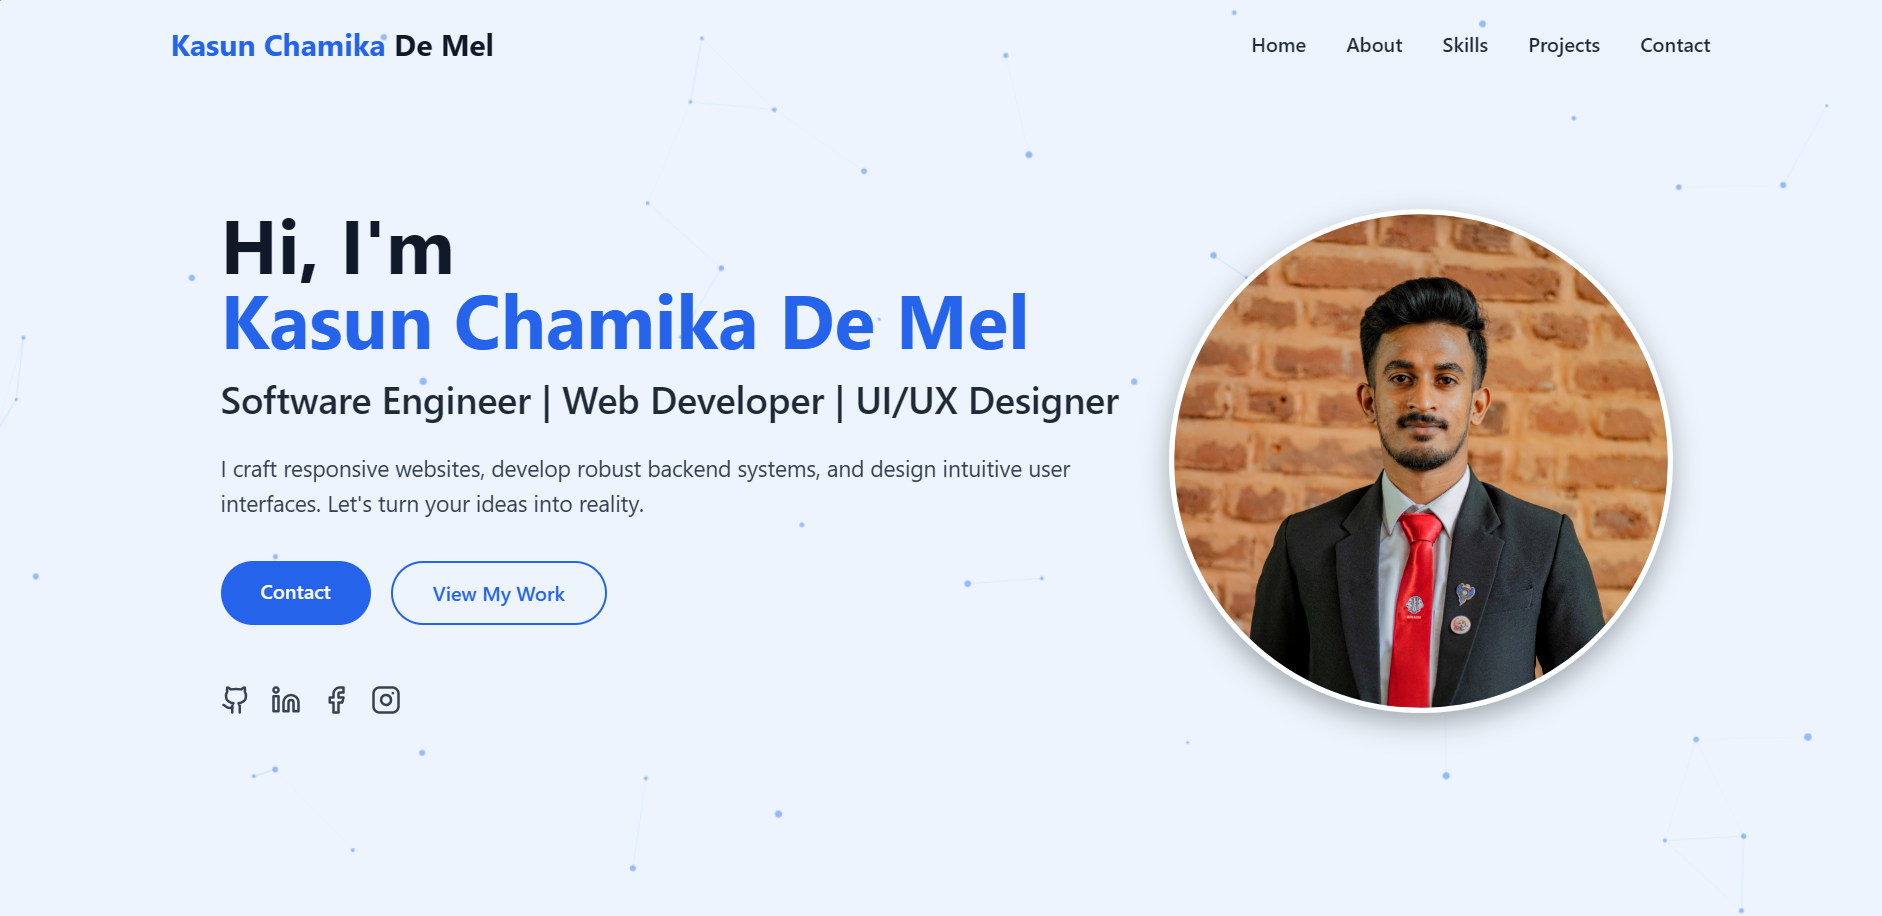 Kasun Chamika De Mel
Home About Skills Projects Contact
Hi, I'm
Kasun Chamika De Mel
Software Engineer | Web Developer | UI/UX Designer
I craft responsive websites, develop robust backend systems, and design intuitive user
interfaces. Let's turn your ideas into reality.
Contact
View My Work